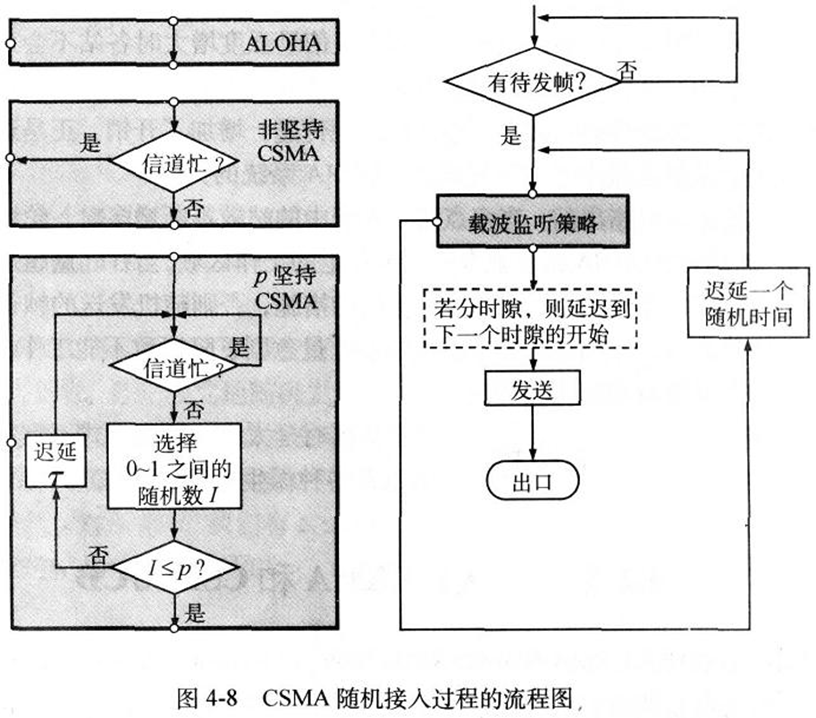 ALOHA
非坚持
CSMA
信道忙？
是
否
p 坚持
CSMA
信道忙？
是
否
选择
0~1 之间的
随机数 I
迟延
τ
I ≤ p？
否
是
有待发帧？
否
是
载波监听策略
若分时隙，则延迟到
下一个时隙的开始
发送
出口
迟延一个
随机时间
图 4-8 CSMA 随机接入过程的流程图